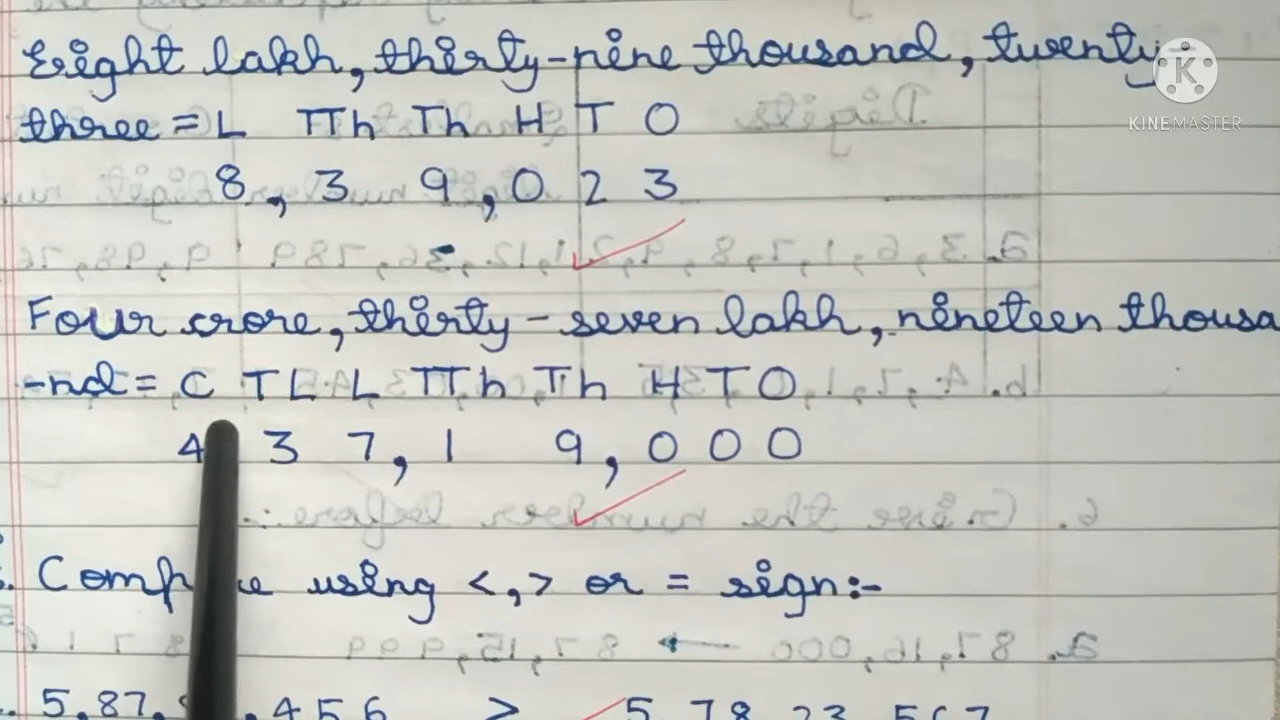 Eeight lakh, thirty-nine thousand, twenty
three = L TTh Th H T O
8, 3 9, 0 2 3
Four crore, thirty-seven lakh, nineteen thousa
-nd = C TL L TTh Th H T O
4 3 7, 1 9, 0 0 0
using <, > or = sign:-
5,87, ,456 > 5,78,23,567
KINEMASTER